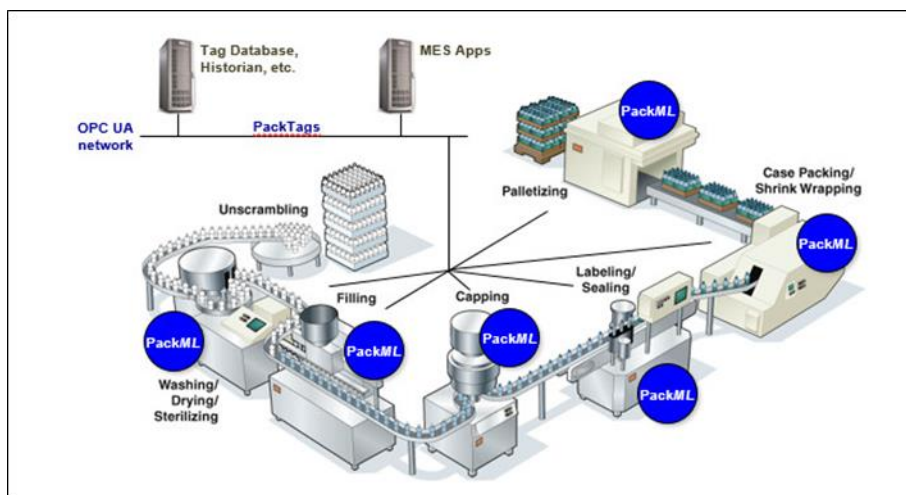 Tag Database,
Historian, etc.
MES Apps
OPC UA
network
PackTags
PackML
Palletizing
Case Packing/
Shrink Wrapping
Unscrambling
PackML
Labeling/
Sealing
Filling
Capping
PackML
PackML
PackML
Washing/
Drying/
Sterilizing
PackML